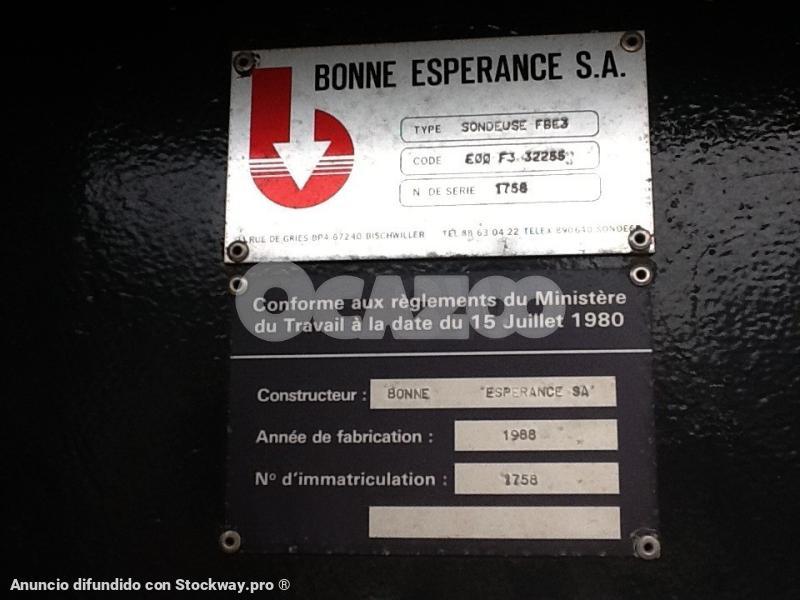 BONNE ESPERANCE S.A.
TYPE SONDEUSE FBE3
CODE E00 F3 32255
N DE SERIE 1758
RUE DE GRIES BP4 67240 BISCHWILLER TEL 88 63 04 22 TELEX 890640
OCAZOO
Conforme aux règlements du Ministère
du Travail à la date du 15 Juillet 1980
Constructeur : BONNE "ESPERANCE SA"
Année de fabrication : 1988
Nº d'immatriculation : 1758
Anuncio difundido con Stockway.pro ®